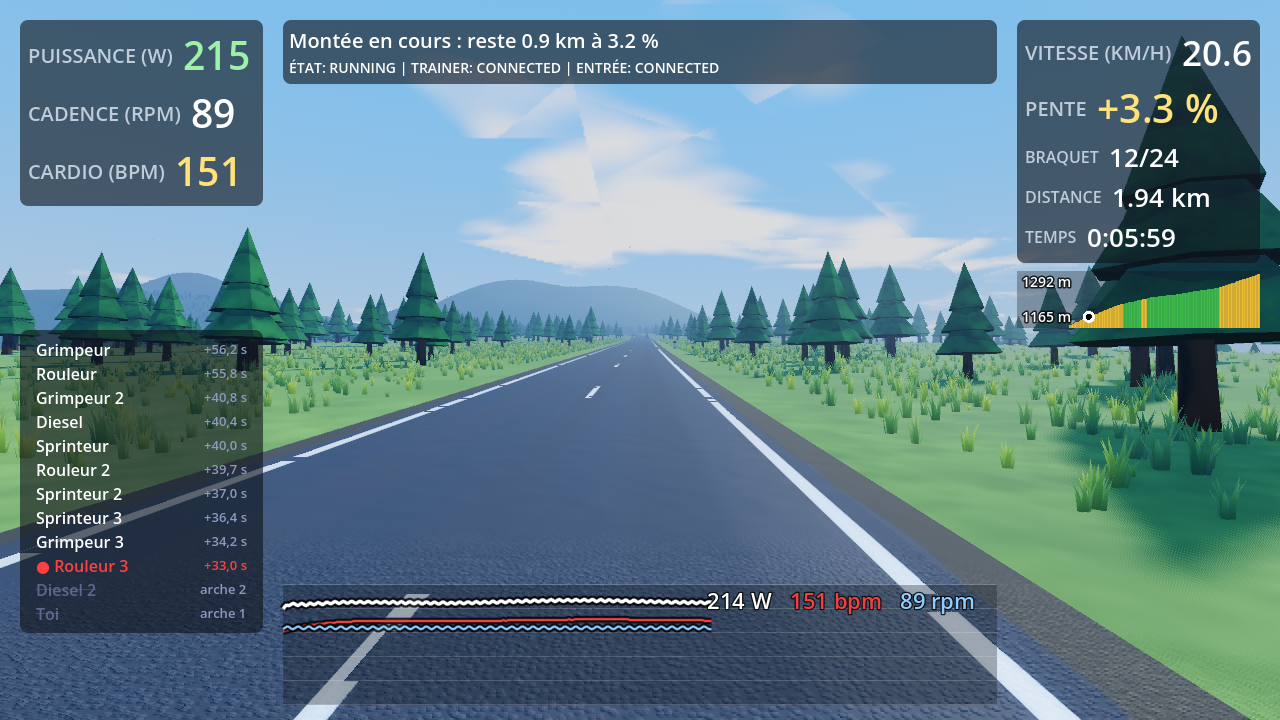 PUISSANCE (W) 215
CADENCE (RPM) 89
CARDIO (BPM) 151
Montée en cours : reste 0.9 km à 3.2 %
ÉTAT: RUNNING | TRAINER: CONNECTED | ENTRÉE: CONNECTED
VITESSE (KM/H) 20.6
PENTE +3.3 %
BRAQUET 12/24
DISTANCE 1.94 km
TEMPS 0:05:59
1292 m
1165 m
Grimpeur +56,2 s
Rouleur +55,8 s
Grimpeur 2 +40,8 s
Diesel +40,4 s
Sprinteur +40,0 s
Rouleur 2 +39,7 s
Sprinteur 2 +37,0 s
Sprinteur 3 +36,4 s
Grimpeur 3 +34,2 s
Rouleur 3 +33,0 s
Diesel 2 arche 2
Toi arche 1
214 W 151 bpm 89 rpm